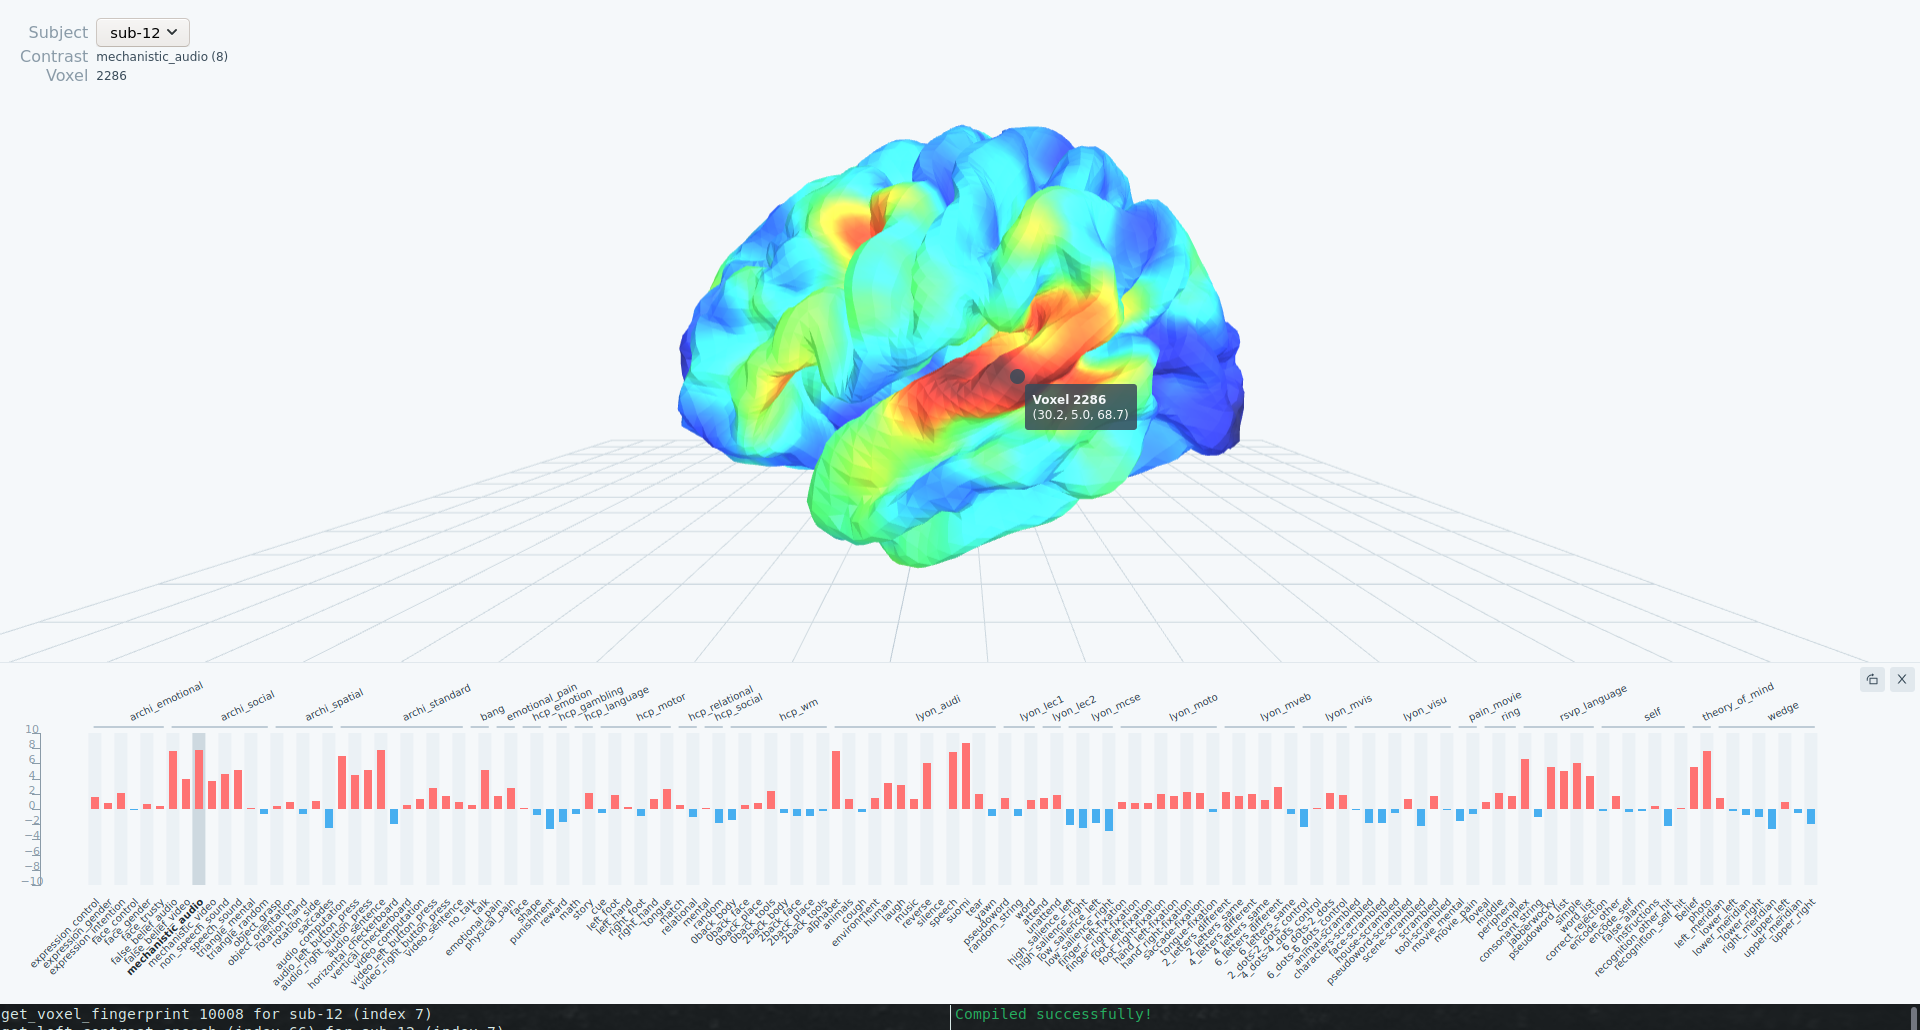 Subject sub-12
Contrast mechanistic_audio (8)
Voxel 2286
Voxel 2286
(30.2, 5.0, 68.7)
archi_emotional
archi_social
archi_spatial
archi_standard
bang
emotional_pain
hcp_emotion
hcp_gambling
hcp_language
hcp_motor
hcp_relational
hcp_social
hcp_wm
lyon_audi
lyon_lec1
lyon_lec2
lyon_mcse
lyon_moto
lyon_mveb
lyon_mvis
lyon_visu
pain_movie
ring
rsvp_language
self
theory_of_mind
wedge
10
8
6
4
2
0
−2
−4
−6
−8
−10
expression_control
expression_gender
expression_intention
face_control
face_gender
face_trusty
false_belief_audio
false_belief_video
mechanistic_audio
mechanistic_video
non_speech_sound
speech_sound
triangle_mental
triangle_random
object_grasp
object_orientation
rotation_hand
rotation_side
saccades
audio_computation
audio_left_button_press
audio_right_button_press
audio_sentence
horizontal_checkerboard
vertical_checkerboard
video_computation
video_left_button_press
video_right_button_press
video_sentence
no_talk
talk
emotional_pain
physical_pain
face
shape
punishment
reward
math
story
cue
left_foot
left_hand
right_foot
right_hand
tongue
match
relational
mental
random
0back_body
0back_face
0back_place
0back_tools
2back_body
2back_face
2back_place
2back_tools
alphabet
animals
cough
environment
human
laugh
music
reverse
silence
speech
suomi
tear
yawn
pseudoword
random_string
word
attend
unattend
high_salience_left
high_salience_right
low_salience_left
low_salience_right
finger_left-fixation
finger_right-fixation
foot_left-fixation
foot_right-fixation
hand_left-fixation
hand_right-fixation
saccade-fixation
tongue-fixation
2_letters_different
2_letters_same
4_letters_different
4_letters_same
6_letters_different
6_letters_same
2_dots-2_dots_control
4_dots-4_dots_control
6_dots-6_dots_control
6_dots-2_dots
animal-scrambled
characters-scrambled
face-scrambled
house-scrambled
pseudoword-scrambled
scene-scrambled
scrambled
tool-scrambled
movie_mental
movie_pain
foveal
middle
peripheral
complex
consonant_string
jabberwocky
pseudoword_list
simple
word_list
correct_rejection
encode_other
encode_self
false_alarm
instructions
recognition_other_hit
recognition_self_hit
belief
photo
left_meridian
lower_left
lower_meridian
lower_right
right_meridian
upper_left
upper_meridian
upper_right
get_voxel_fingerprint 10008 for sub-12 (index 7)
Compiled successfully!